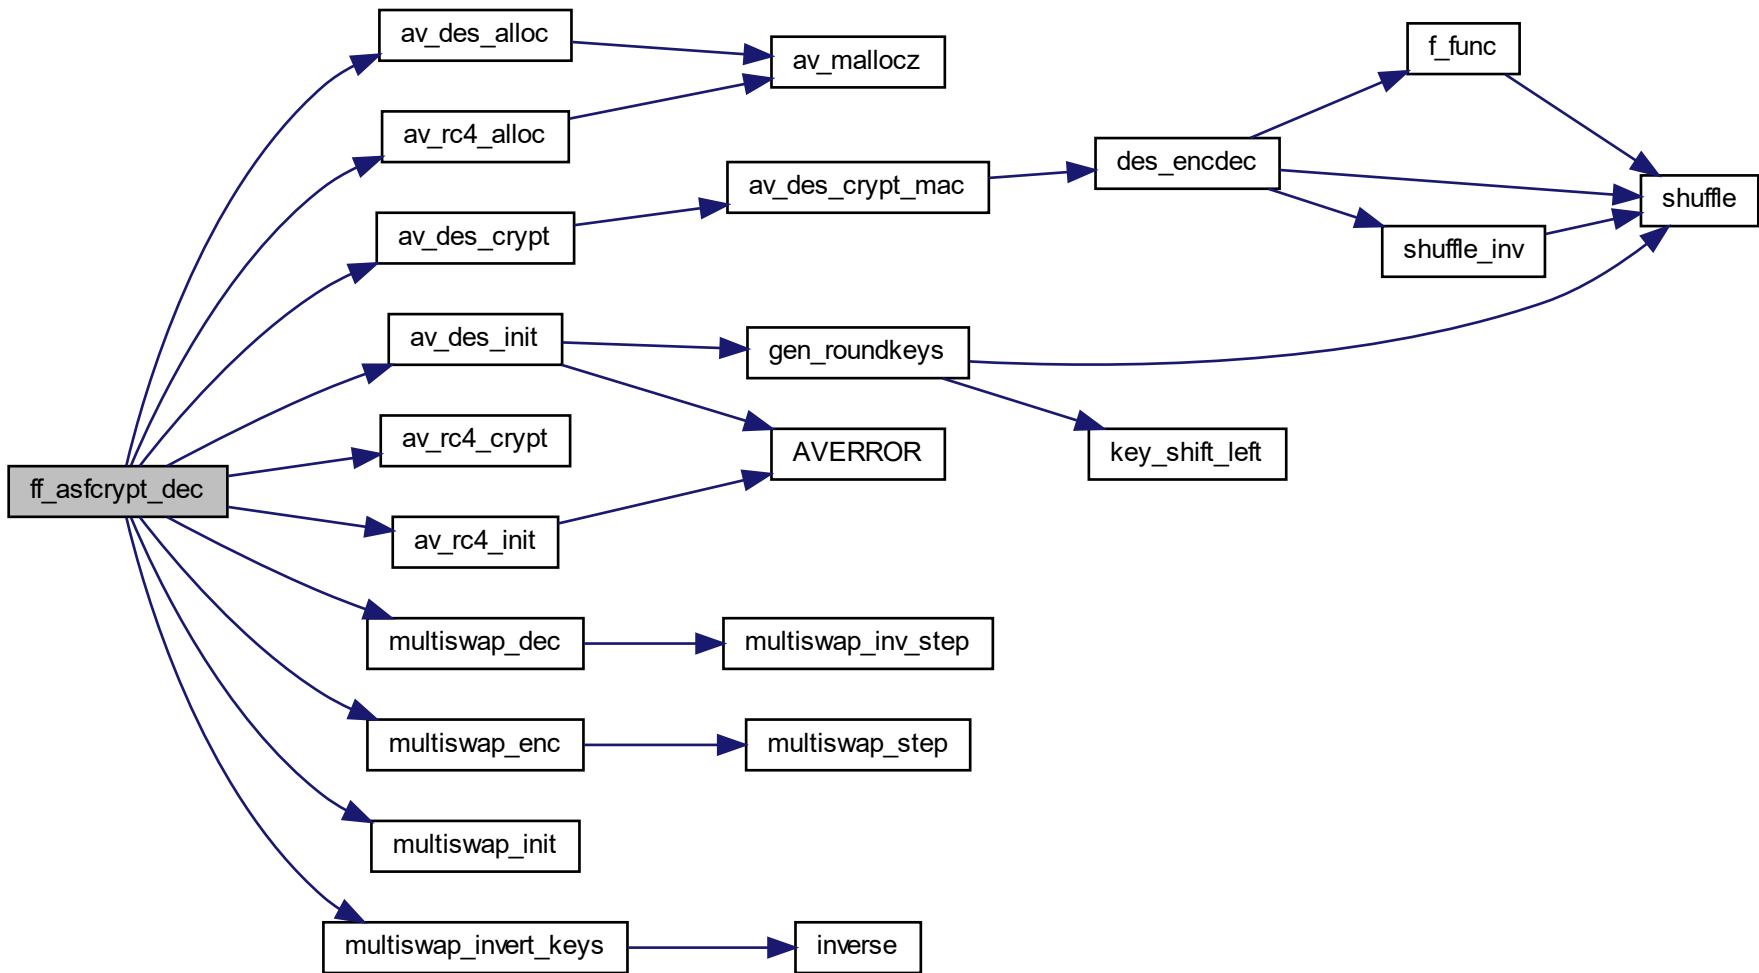 av_des_alloc
f_func
av_mallocz
av_rc4_alloc
des_encdec
av_des_crypt_mac
shuffle
av_des_crypt
shuffle_inv
av_des_init
gen_roundkeys
av_rc4_crypt
AVERROR
key_shift_left
ff_asfcrypt_dec
av_rc4_init
multiswap_dec
multiswap_inv_step
multiswap_enc
multiswap_step
multiswap_init
multiswap_invert_keys
inverse